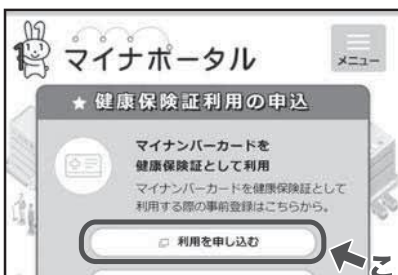 マイナポータル
メニュー
★ 健康保険証利用の申込
マイナンバーカードを
健康保険証として利用
マイナンバーカードを健康保険証として
利用する際の事前登録はこちらから。
利用を申し込む
こ